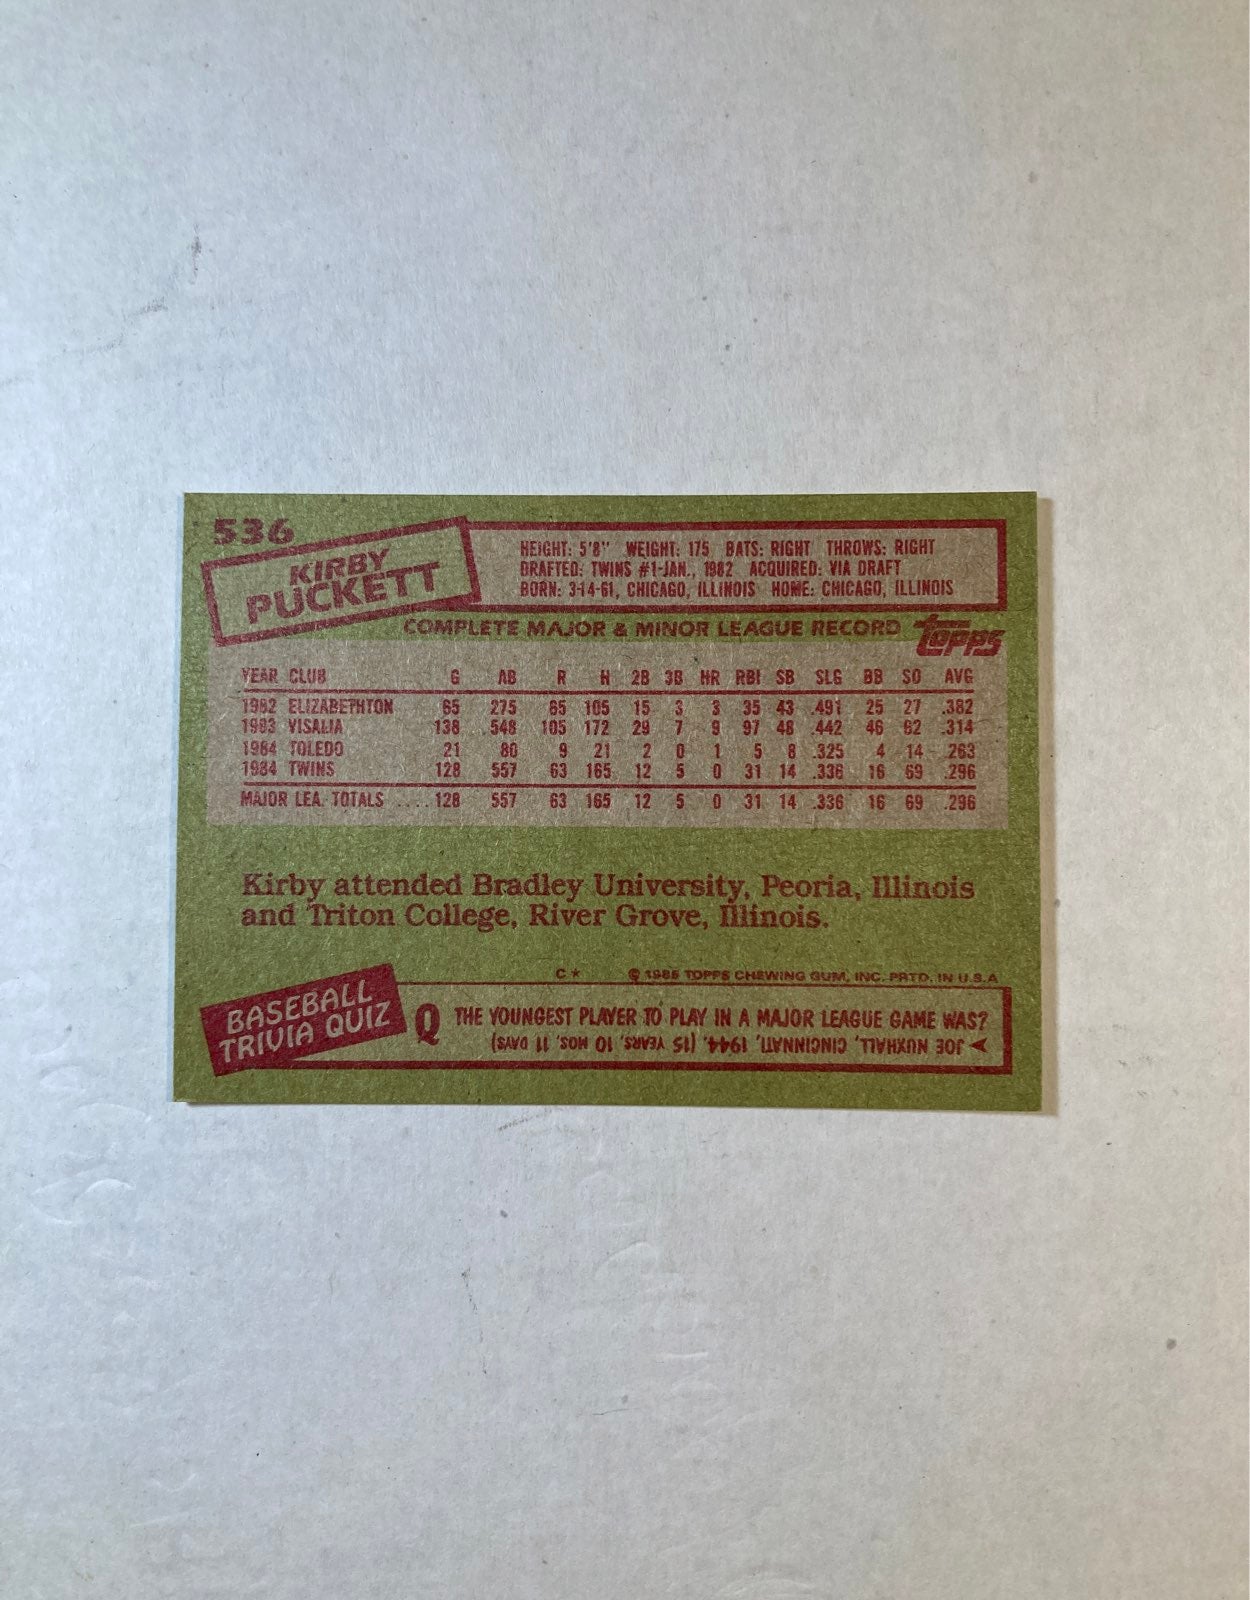 536
KIRBY
PUCKETT
HEIGHT: 5'8" WEIGHT: 175 BATS: RIGHT THROWS: RIGHT
DRAFTED: TWINS #1-JAN., 1982 ACQUIRED: VIA DRAFT
BORN: 3-14-61, CHICAGO, ILLINOIS HOME: CHICAGO, ILLINOIS
COMPLETE MAJOR & MINOR LEAGUE RECORD topps
YEAR CLUB G AB R H 2B 3B HR RBI SB SLG BB SO AVG
1982 ELIZABETHTON 65 275 65 105 15 3 3 35 43 .491 25 27 .382
1983 VISALIA 138 548 105 172 29 7 9 97 48 .442 46 62 .314
1984 TOLEDO 21 80 9 21 2 0 1 5 8 .325 4 14 .263
1984 TWINS 128 557 63 165 12 5 0 31 14 .336 16 69 .296
MAJOR LEA. TOTALS .... 128 557 63 165 12 5 0 31 14 .336 16 69 .296
Kirby attended Bradley University, Peoria, Illinois
and Triton College, River Grove, Illinois.
C* © 1985 TOPPS CHEWING GUM, INC. PRTD. IN U.S.A
BASEBALL
TRIVIA QUIZ
Q THE YOUNGEST PLAYER TO PLAY IN A MAJOR LEAGUE GAME WAS?
A JOE NUXHALL, CINCINNATI, 1944, (15 YEARS, 10 MOS, 11 DAYS)